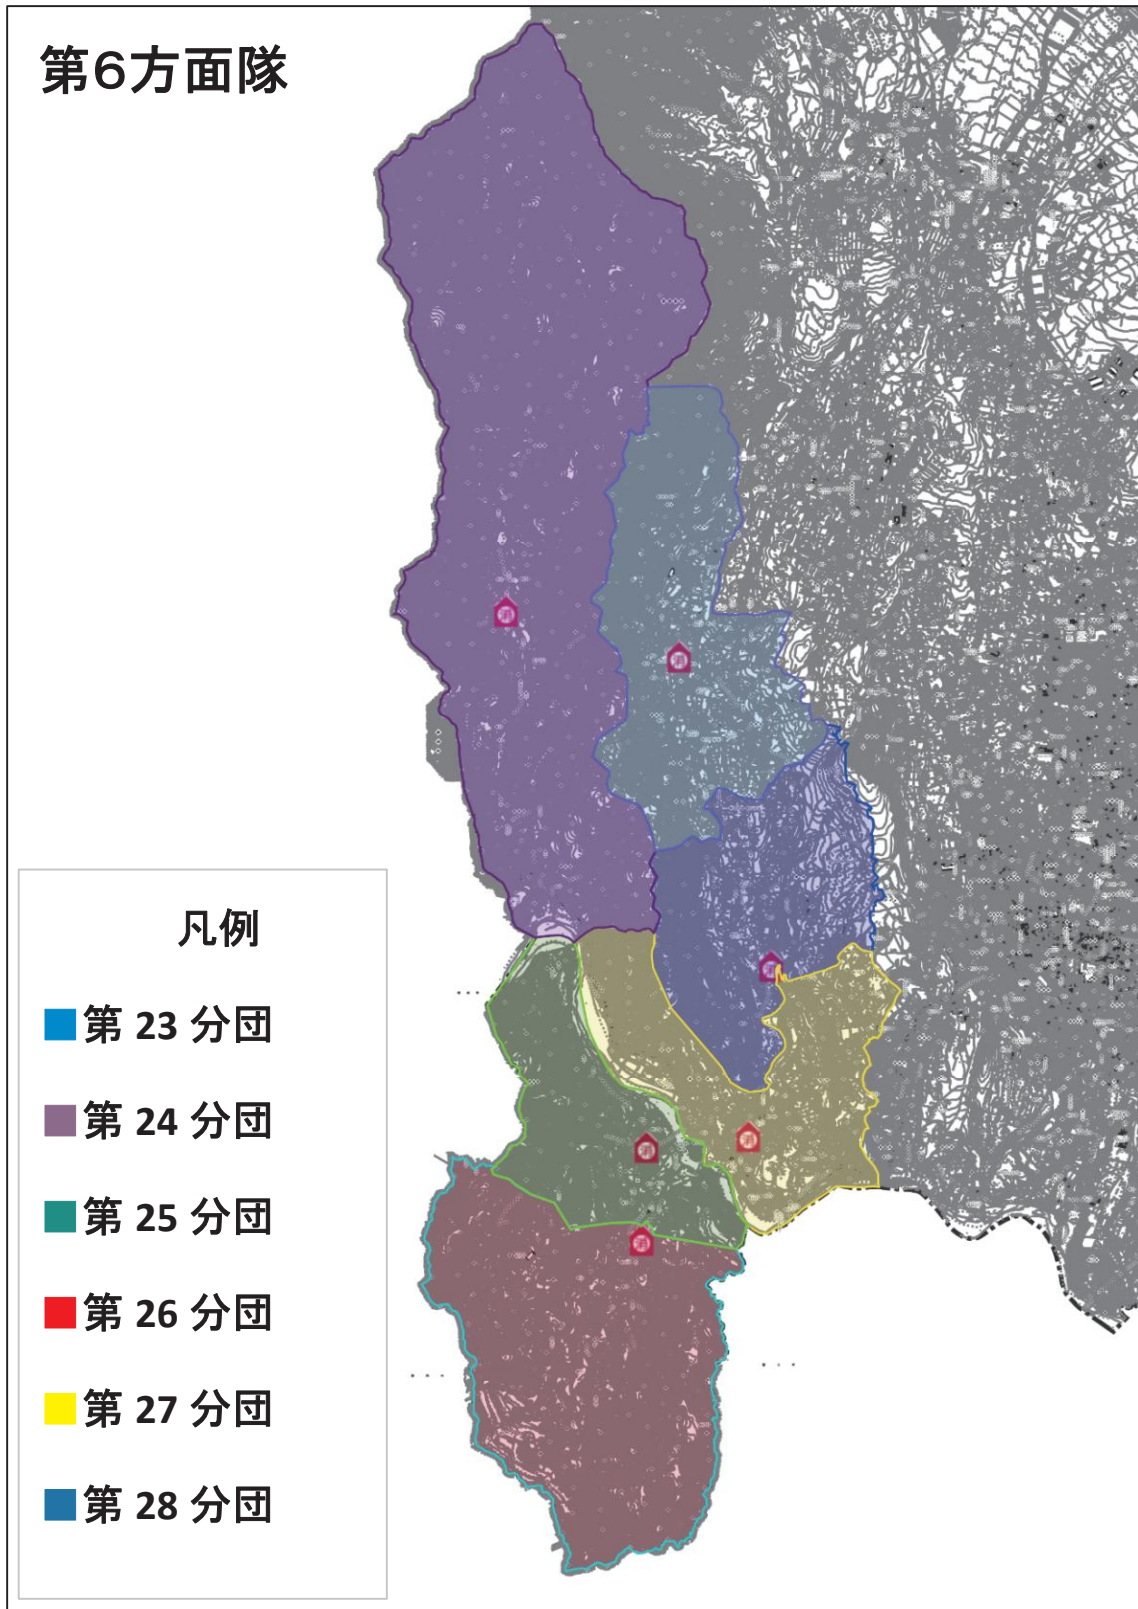 第6方面隊
凡例
第 23 分団
第 24 分団
第 25 分団
第 26 分団
第 27 分団
第 28 分団